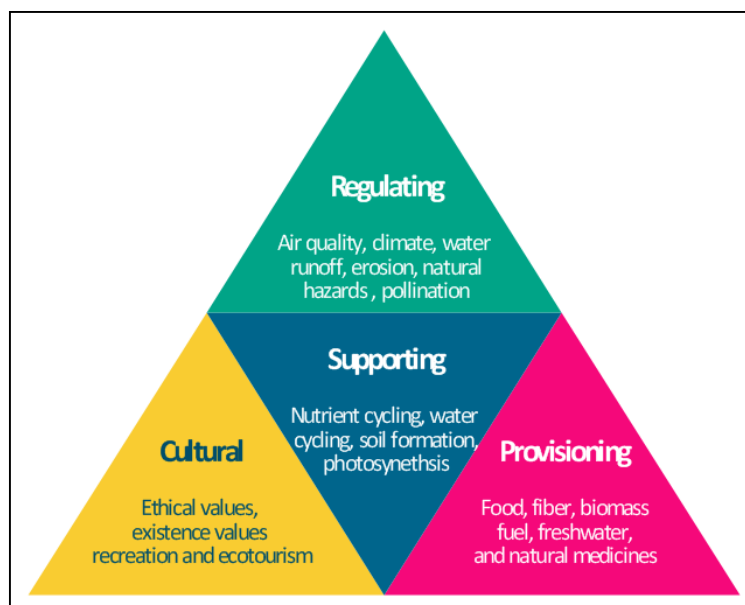 Regulating
Air quality, climate, water
runoff, erosion, natural
hazards , pollination
Supporting
Nutrient cycling, water
cycling, soil formation,
photosynethsis
Cultural
Ethical values,
existence values
recreation and ecotourism
Provisioning
Food, fiber, biomass
fuel, freshwater,
and natural medicines